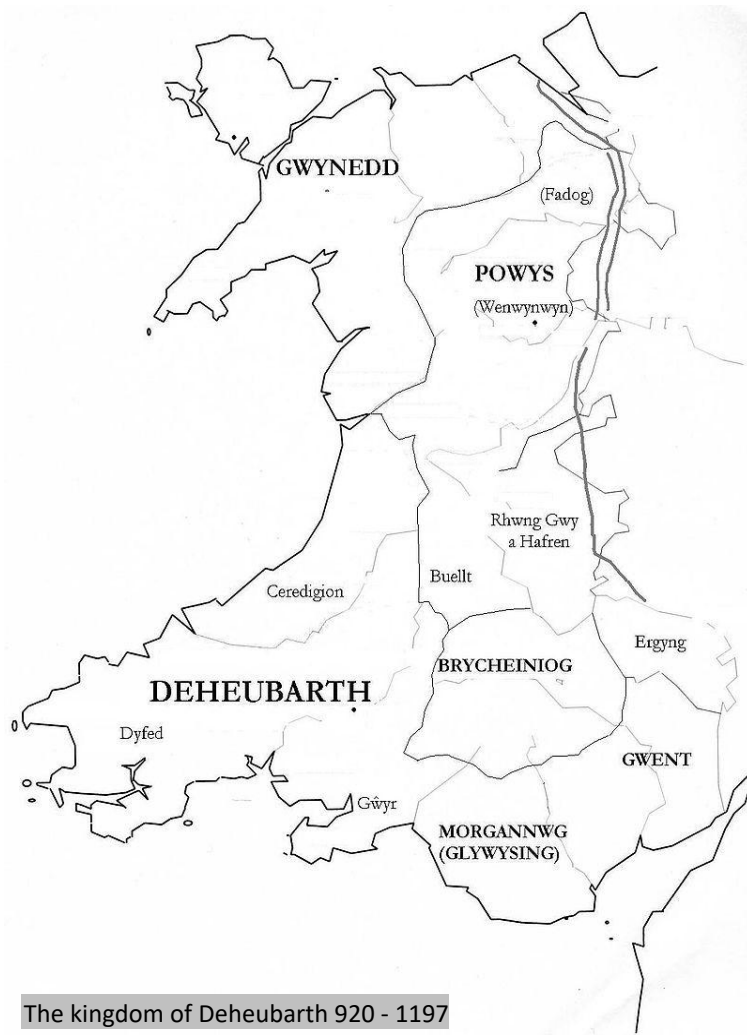 GWYNEDD
(Fadog)
POWYS
(Wenwynwyn)
Rhwng Gwy
a Hafren
Buellt
Ceredigion
Ergyng
BRYCHEINIOG
DEHEUBARTH
Dyfed
GWENT
Gŵyr
MORGANNWG
(GLYWYSING)
The kingdom of Deheubarth 920 - 1197